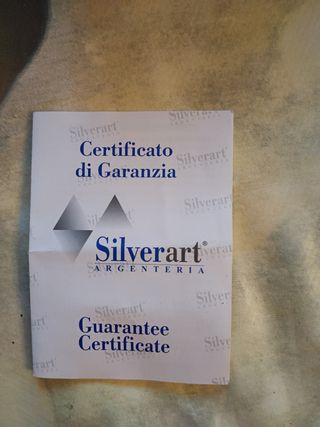 Certificato
di Garanzia
Silverart®
ARGENTERIA
Guarantee
Certificate